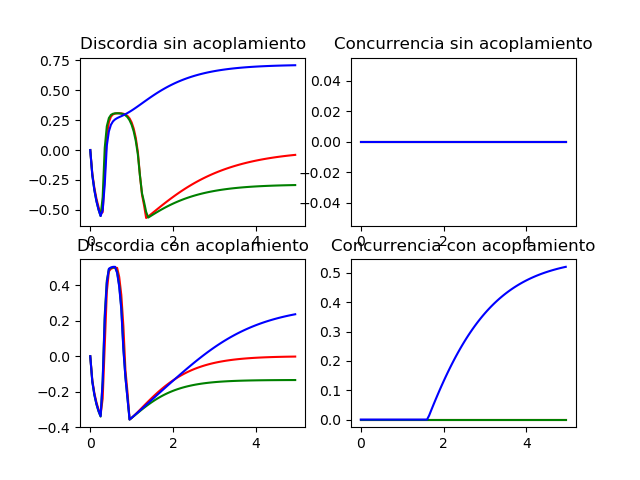 Discordia sin acoplamiento
0.75
0.50
0.25
0.00
−0.25
−0.50
0 2 4
Concurrencia sin acoplamiento
0.04
0.02
0.00
−0.02
−0.04
0 2 4
Discordia con acoplamiento
0.4
0.2
0.0
−0.2
−0.4
0 2 4
Concurrencia con acoplamiento
0.5
0.4
0.3
0.2
0.1
0.0
0 2 4